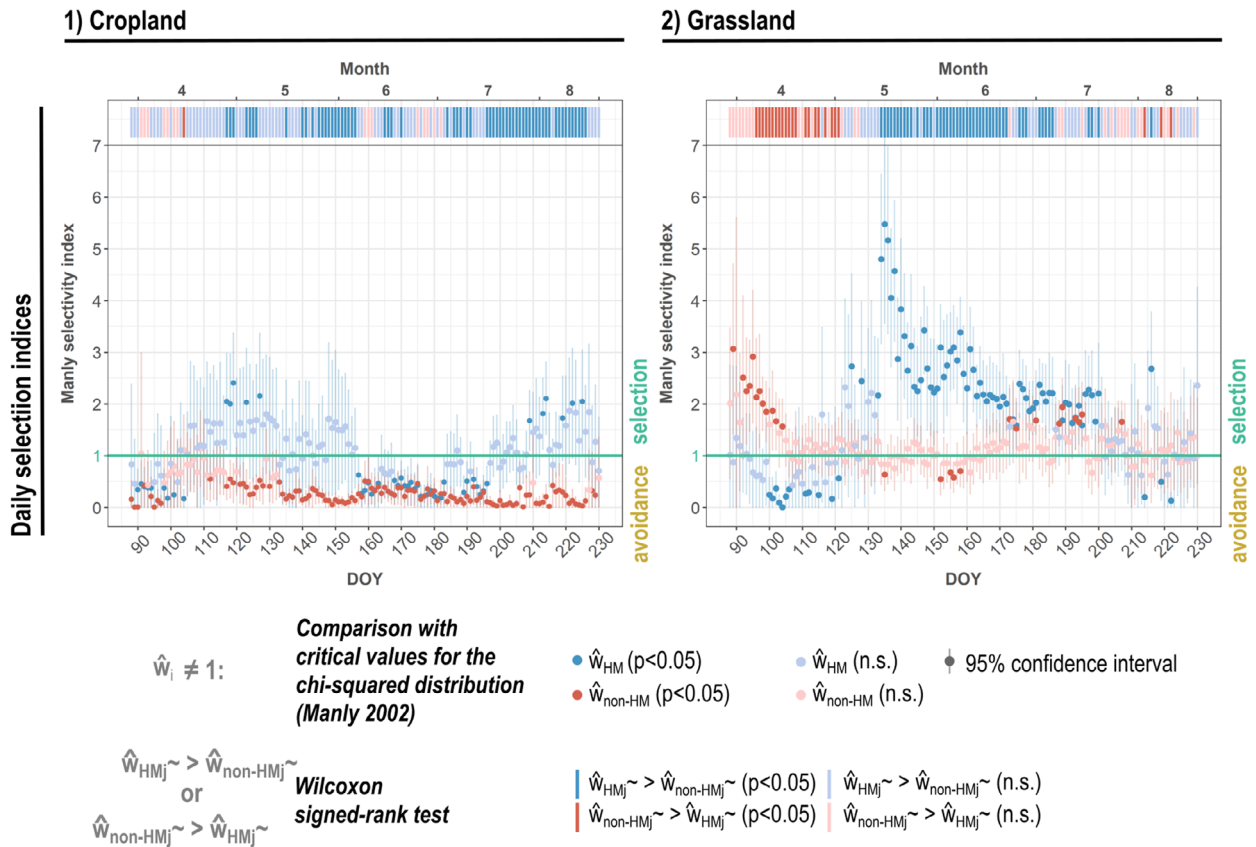 1) Cropland
2) Grassland
Month
4 5 6 7 8
Month
4 5 6 7 8
Daily selection indices
Manly selectivity index
7
6
5
4
3
2
1
0
90 100 110 120 130 140 150 160 170 180 190 200 210 220 230
DOY
selection
avoidance
Manly selectivity index
7
6
5
4
3
2
1
0
90 100 110 120 130 140 150 160 170 180 190 200 210 220 230
DOY
selection
avoidance
ŵi ≠ 1:
Comparison with
critical values for the
chi-squared distribution
(Manly 2002)
ŵHM (p<0.05)
ŵnon-HM (p<0.05)
ŵHM (n.s.)
ŵnon-HM (n.s.)
95% confidence interval
ŵHMj~ > ŵnon-HMj~
or
ŵnon-HMj~ > ŵHMj~
Wilcoxon
signed-rank test
ŵHMj~ > ŵnon-HMj~ (p<0.05)
ŵnon-HMj~ > ŵHMj~ (p<0.05)
ŵHMj~ > ŵnon-HMj~ (n.s.)
ŵnon-HMj~ > ŵHMj~ (n.s.)